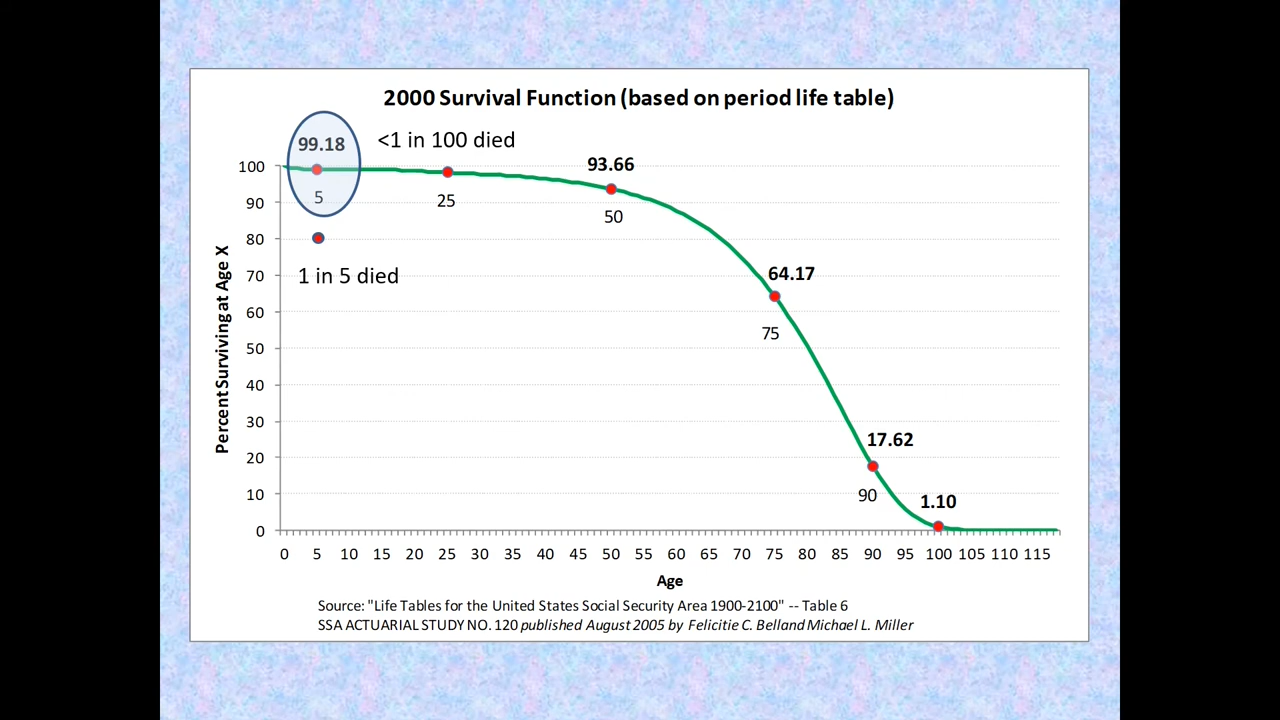 2000 Survival Function (based on period life table)
99.18
<1 in 100 died
93.66
100
5
25
90
50
80
1 in 5 died
64.17
70
60
75
50
40
30
17.62
20
10
90
1.10
0
Percent Surviving at Age X
0 5 10 15 20 25 30 35 40 45 50 55 60 65 70 75 80 85 90 95 100 105 110 115
Age
Source: "Life Tables for the United States Social Security Area 1900-2100" -- Table 6
SSA ACTUARIAL STUDY NO. 120 published August 2005 by Felicitie C. Belland Michael L. Miller